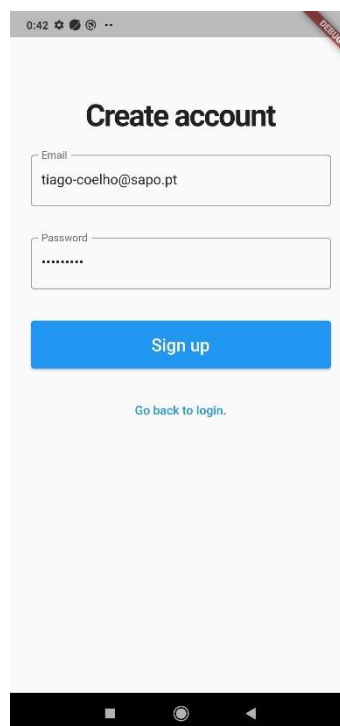 0:42
DEBUG
Create account
Email
tiago-coelho@sapo.pt
Password
•••••••••
Sign up
Go back to login.